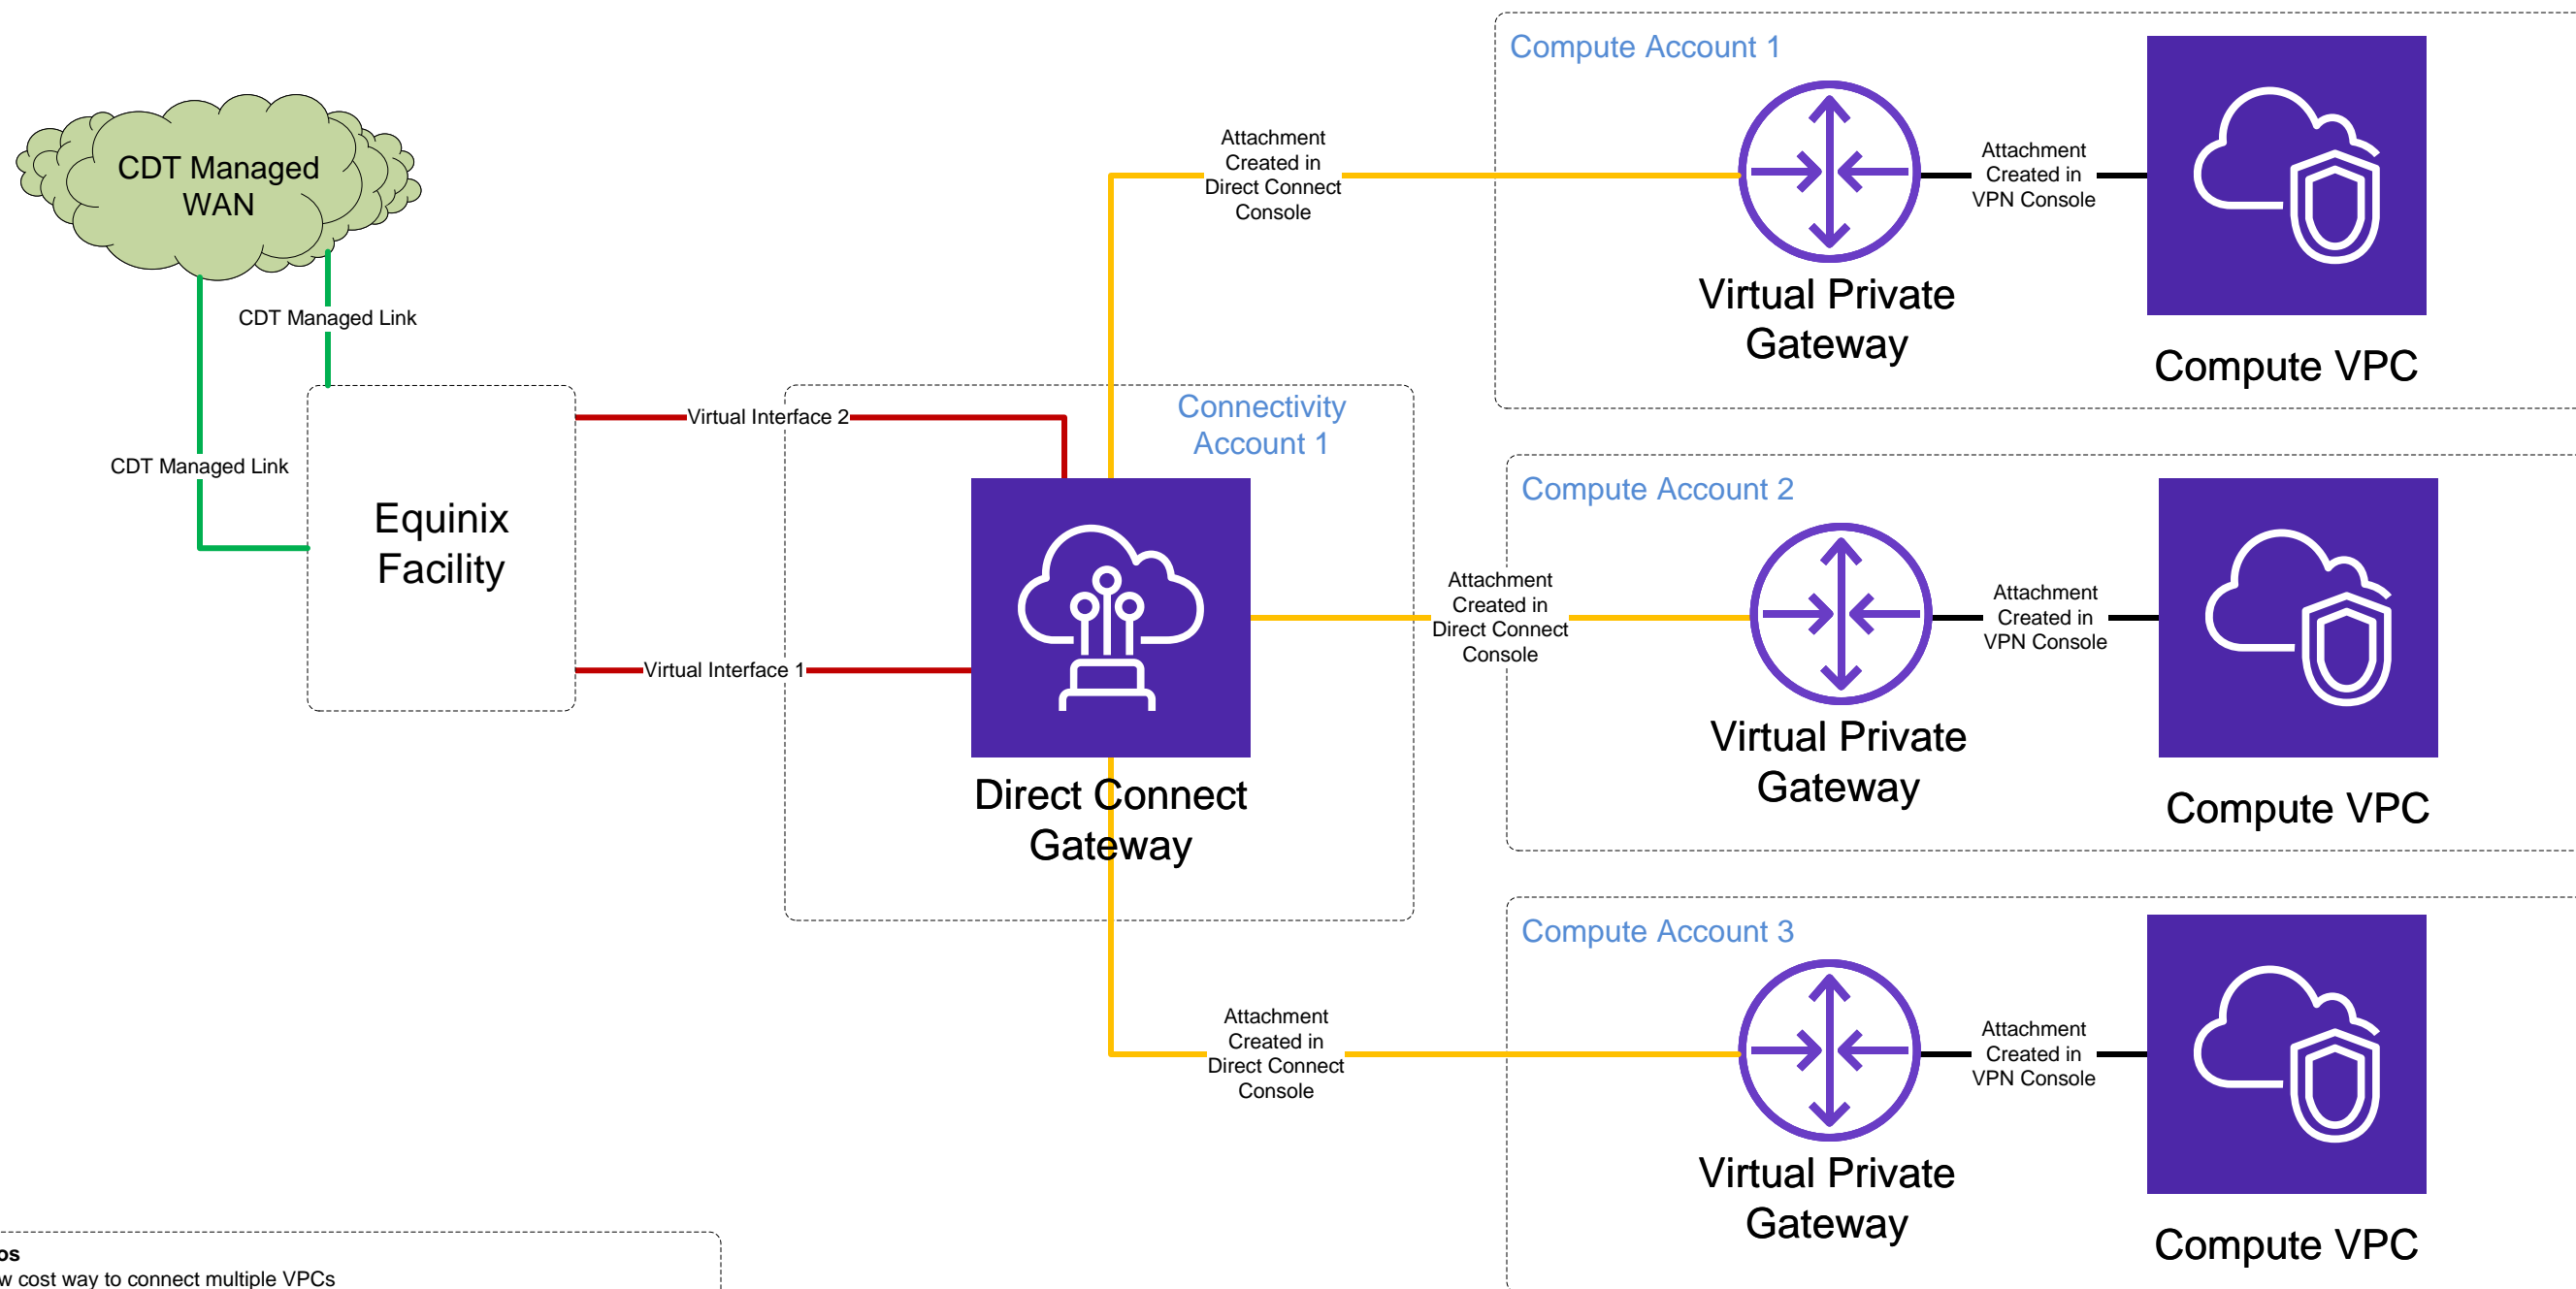 CDT Managed
WAN
CDT Managed Link
CDT Managed Link
Equinix
Facility
Virtual Interface 2
Virtual Interface 1
Connectivity
Account 1
Direct Connect
Gateway
Attachment
Created in
Direct Connect
Console
Attachment
Created in
Direct Connect
Console
Attachment
Created in
Direct Connect
Console
Compute Account 1
Virtual Private
Gateway
Attachment
Created in
VPN Console
Compute VPC
Compute Account 2
Virtual Private
Gateway
Attachment
Created in
VPN Console
Compute VPC
Compute Account 3
Virtual Private
Gateway
Attachment
Created in
VPN Console
Compute VPC
cost way to connect multiple VPCs